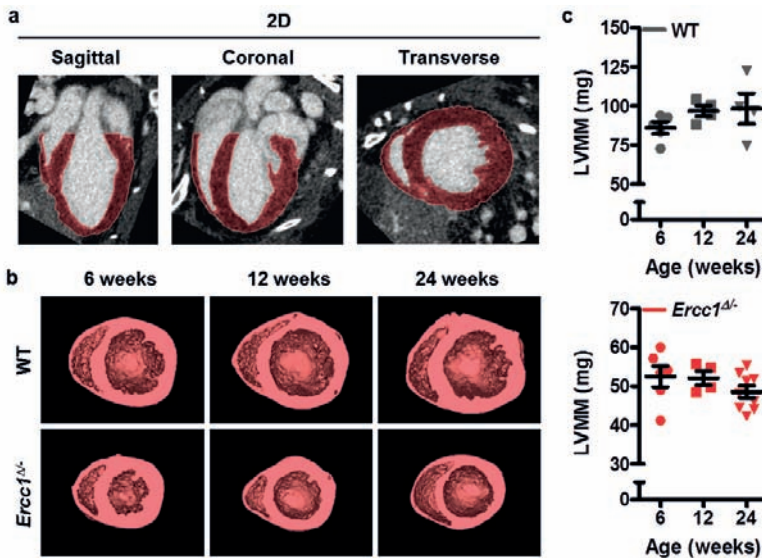 a
2D
Sagittal Coronal Transverse
b
6 weeks 12 weeks 24 weeks
WT
Ercc1Δ/-
c
150
125
100
75
50
0
LVMM (mg)
WT
6 12 24
Age (weeks)
70
60
50
40
30
0
LVMM (mg)
Ercc1Δ/-
6 12 24
Age (weeks)